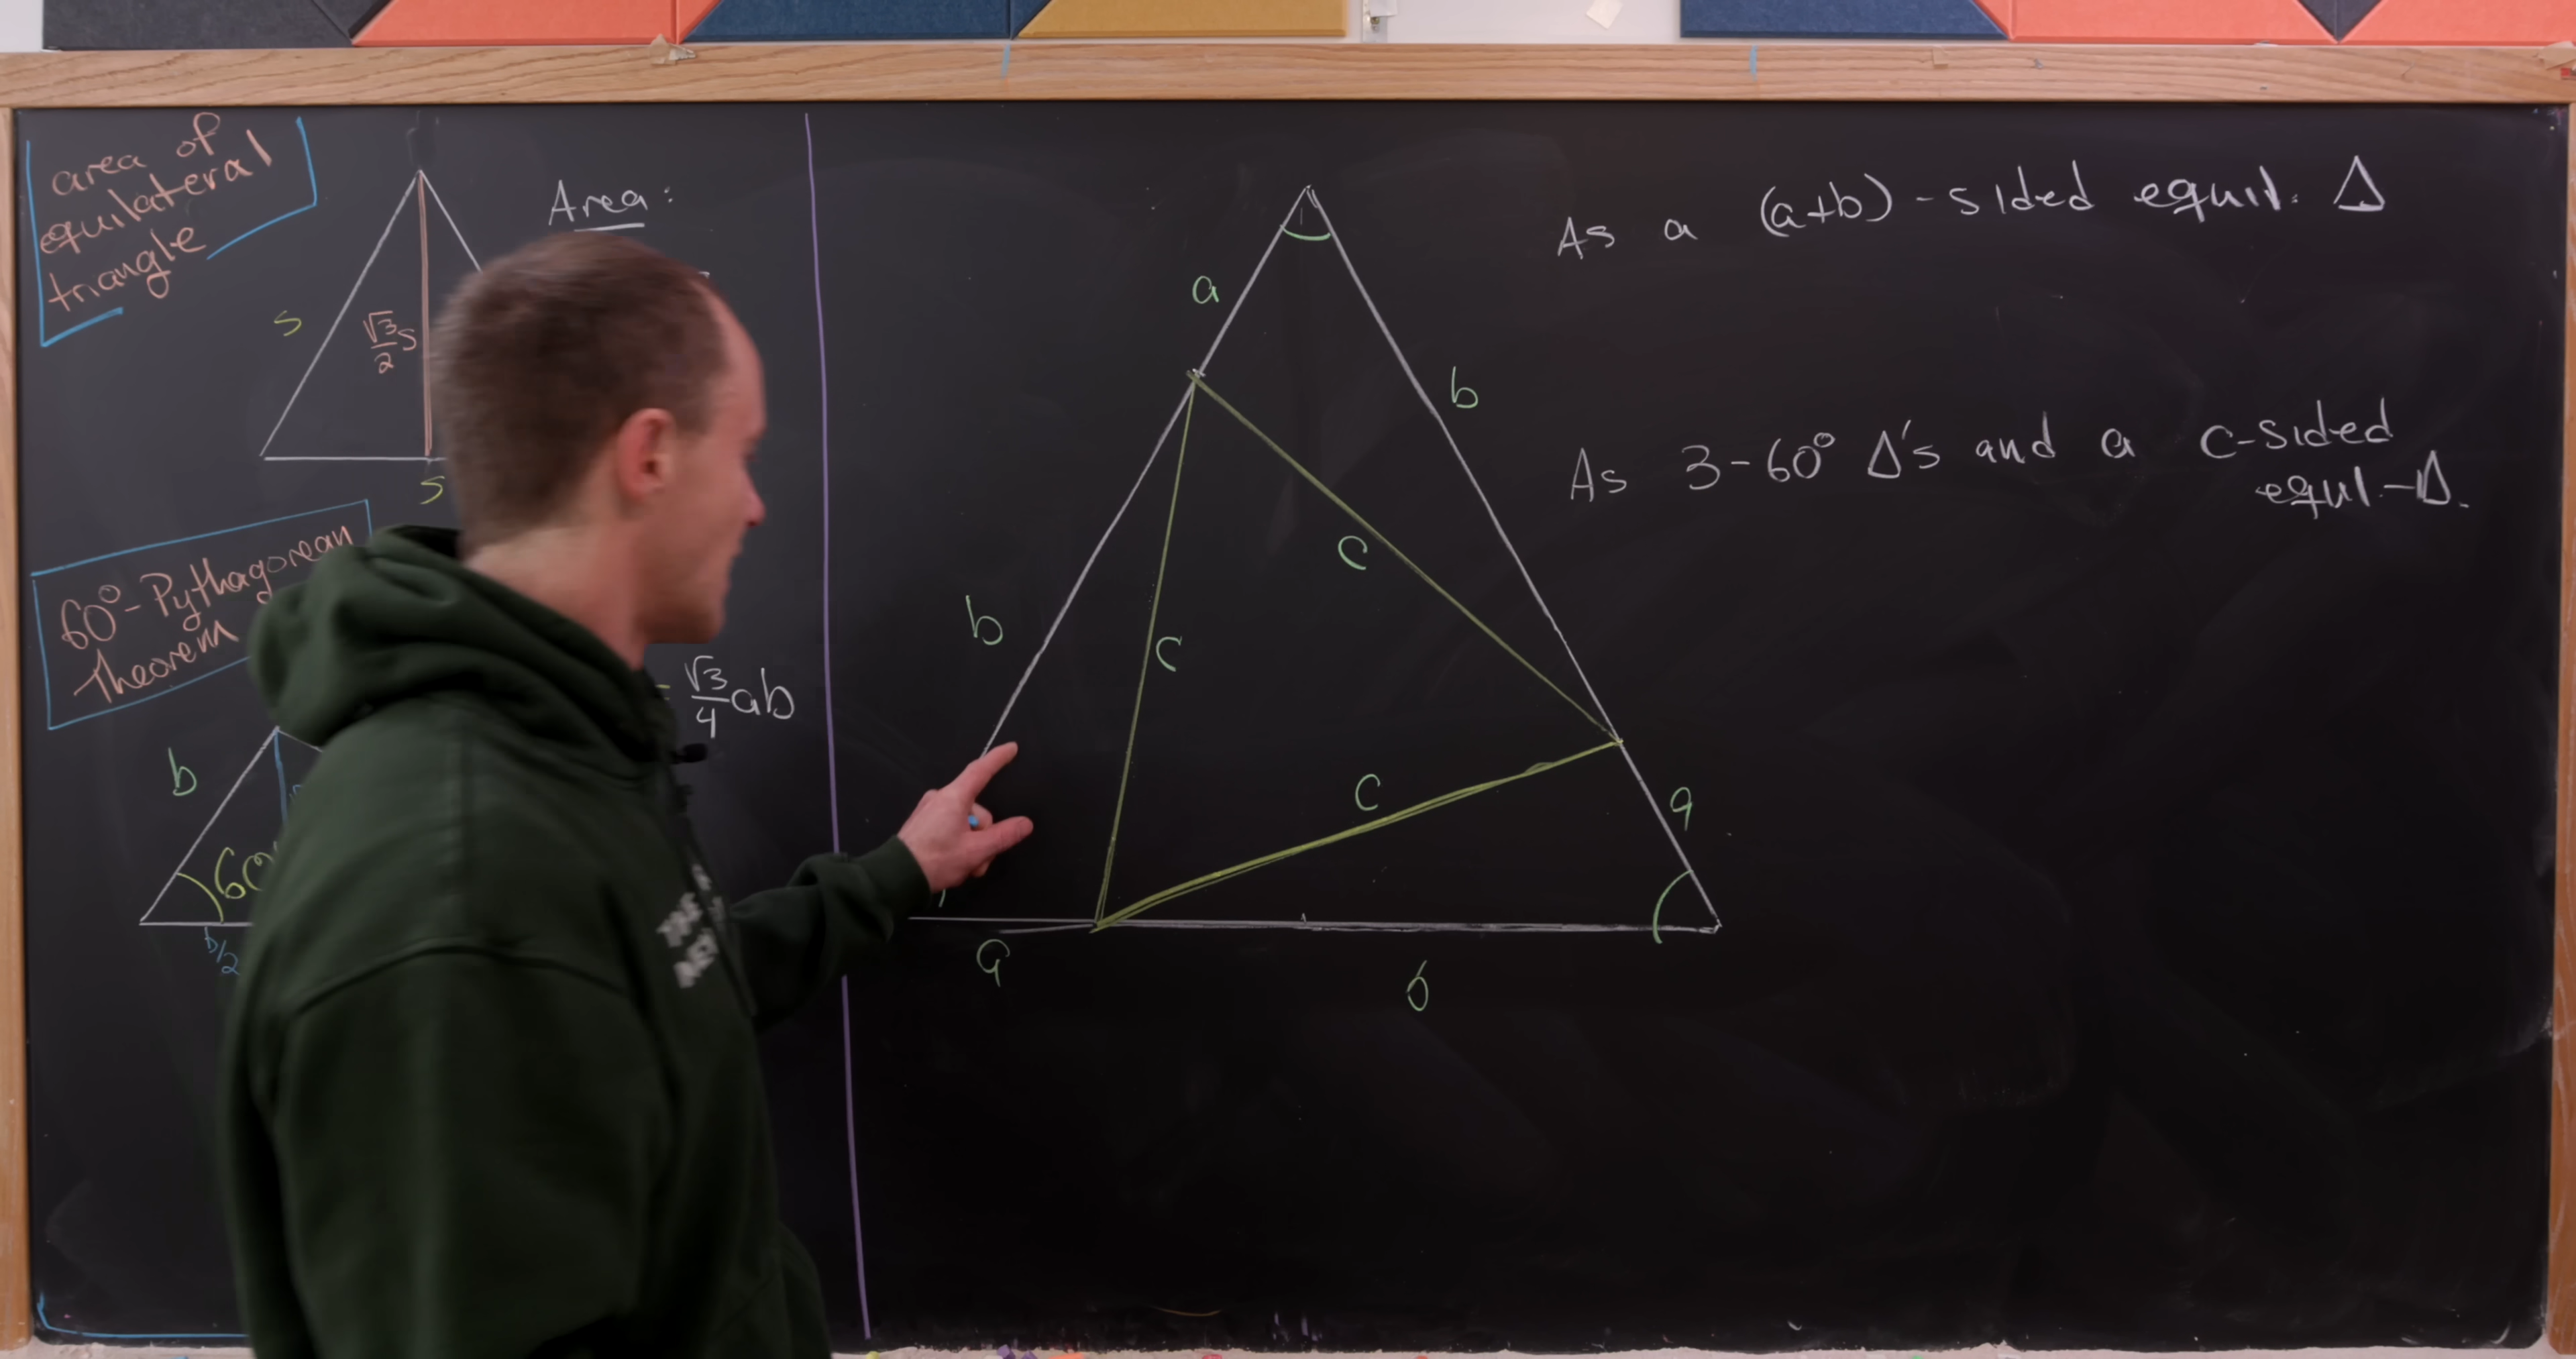 area of
equilateral
triangle
Area:
s
√3/2 s
s
60°-Pythagorean
Theorem
= √3/4 ab
b
60
b/2
a
b
b
c
c
c
a
a
b
As a (a+b)-sided equil. Δ
As 3-60° Δ's and a c-sided
equil-Δ.